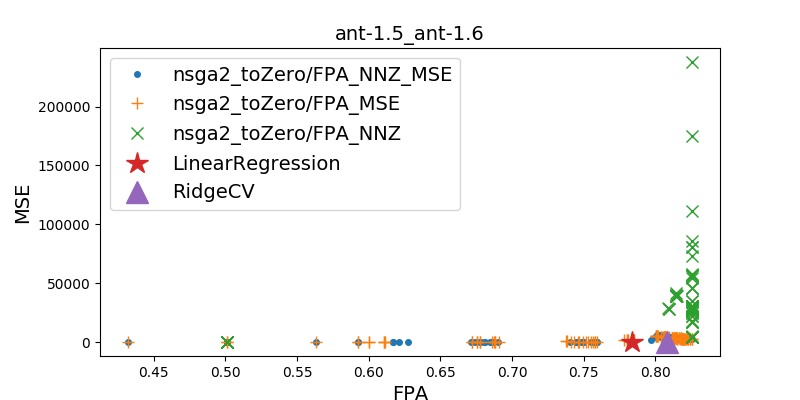 ant-1.5_ant-1.6
nsga2_toZero/FPA_NNZ_MSE
nsga2_toZero/FPA_MSE
nsga2_toZero/FPA_NNZ
LinearRegression
RidgeCV
MSE
200000
150000
100000
50000
0
0.45 0.50 0.55 0.60 0.65 0.70 0.75 0.80
FPA